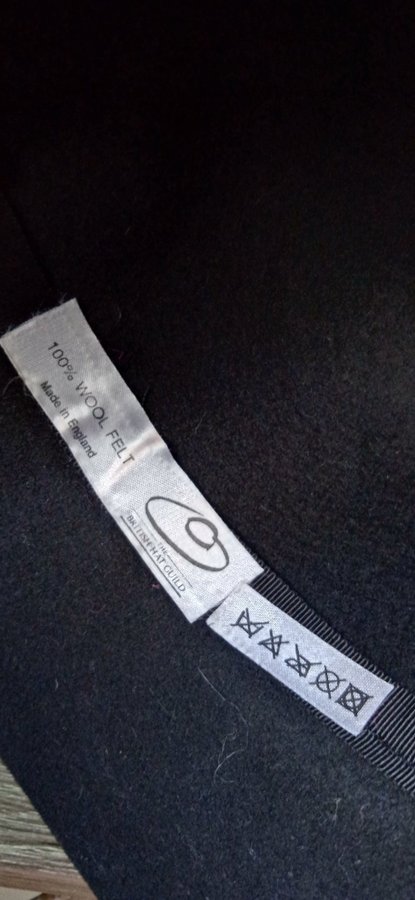 100% WOOL FELT
Made in England
THE
BRITISH HAT GUILD